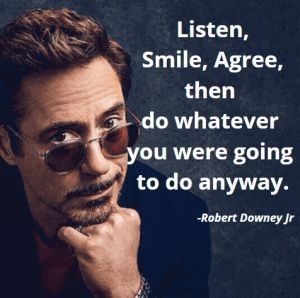 Listen,
Smile, Agree,
then
do whatever
you were going
to do anyway.
-Robert Downey Jr